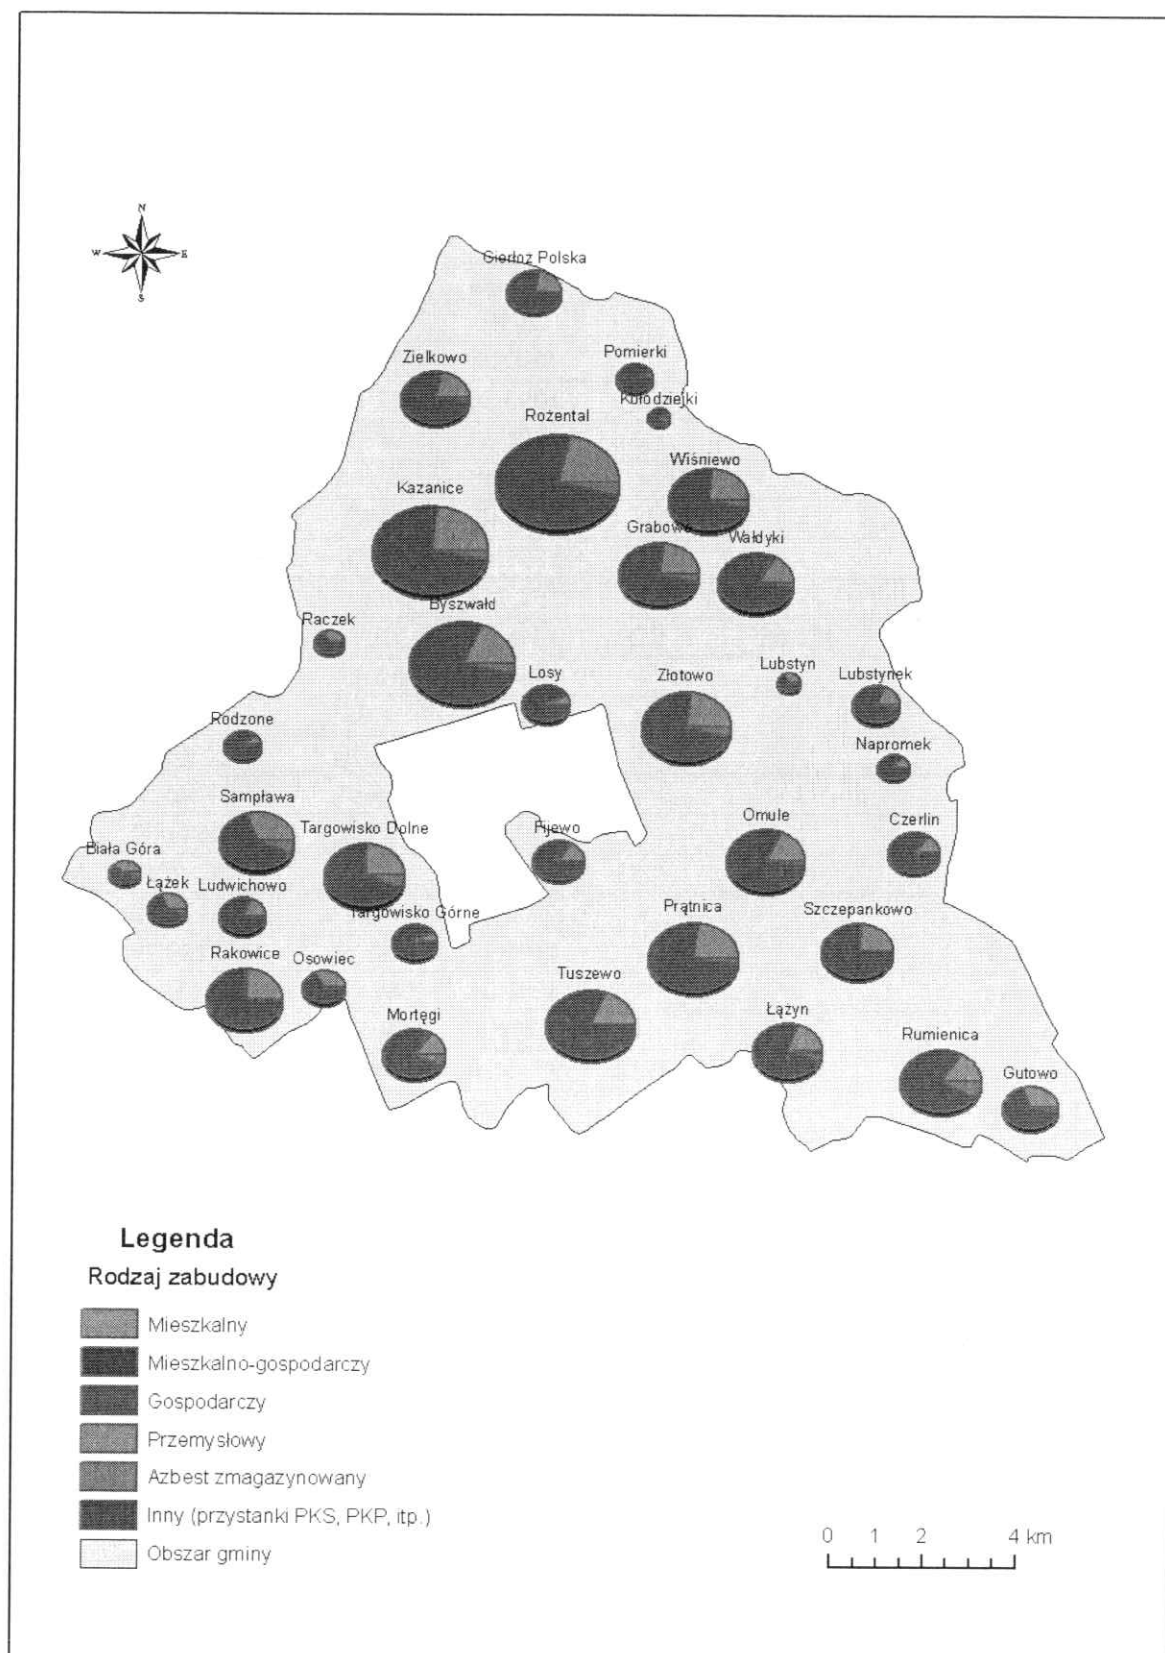 N
W E
S
Gierłoż Polska
Zielkowo
Pomierki
Kołodziejki
Rożental
Wiśniewo
Kazanice
Grabowo
Wałdyki
Byszwałd
Raczek
Losy
Złotowo
Lubstyn
Lubstynek
Rodzone
Napromek
Sampława
Targowisko Dolne
Fijewo
Omule
Czerlin
Biała Góra
Łążek
Ludwichowo
Targowisko Górne
Prątnica
Szczepankowo
Rakowice
Osowiec
Tuszewo
Mortęgi
Łążyn
Rumienica
Gutowo
Legenda
Rodzaj zabudowy
Mieszkalny
Mieszkalno-gospodarczy
Gospodarczy
Przemysłowy
Azbest zmagazynowany
Inny (przystanki PKS, PKP, itp.)
Obszar gminy
0 1 2 4 km